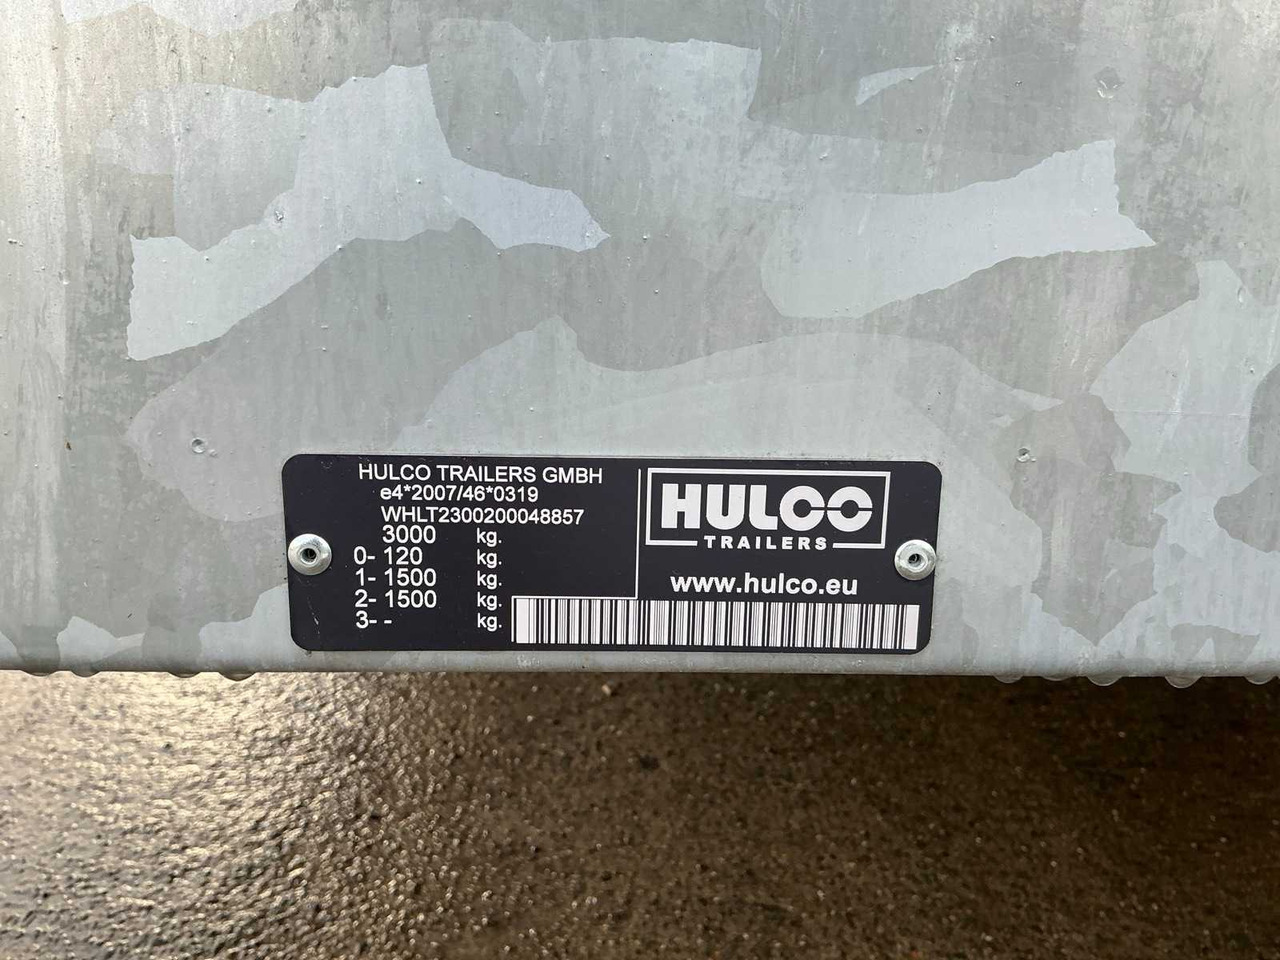 HULCO TRAILERS GMBH
e4*2007/46*0319
WHLT2300200048857
3000 kg.
0- 120 kg.
1- 1500 kg.
2- 1500 kg.
3- - kg.
HULCO
TRAILERS
www.hulco.eu